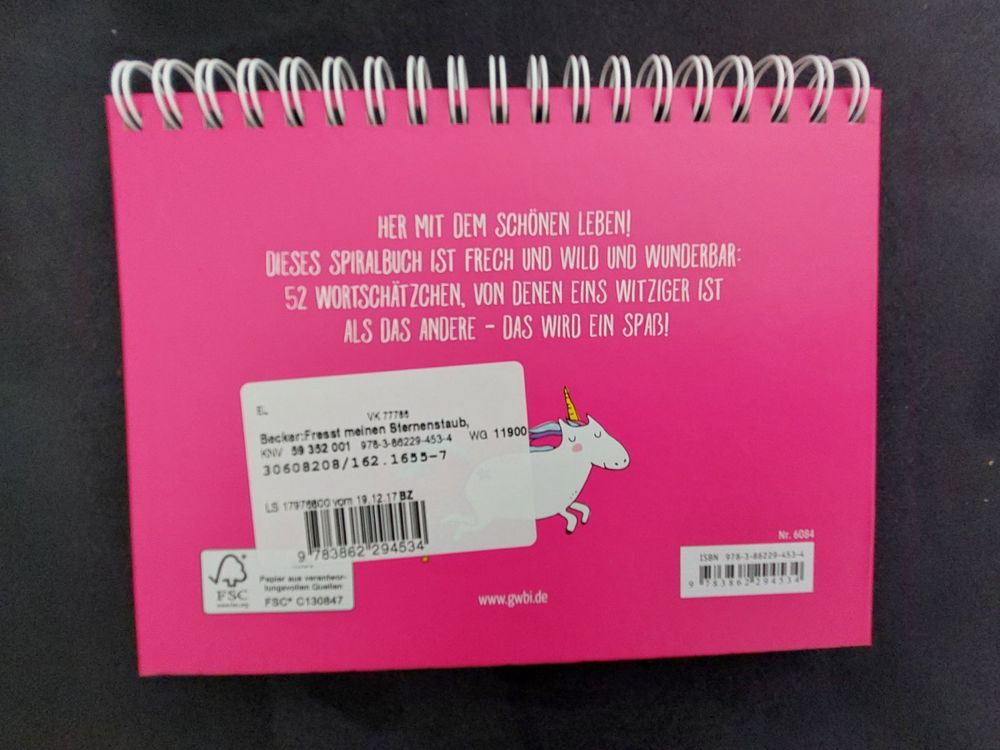 HER MIT DEM SCHÖNEN LEBEN!
DIESES SPIRALBUCH IST FRECH UND WILD UND WUNDERBAR:
52 WORTSCHÄTZCHEN, VON DENEN EINS WITZIGER IST
ALS DAS ANDERE – DAS WIRD EIN SPAẞ!
EL
VK 77786
Becker:Fresst meinen Sternenstaub,
KNV 59 352 001 978-3-86229-453-4 WG 11900
30608208/162.1655-7
LS 17976800 vom 19.12.17 BZ
9 783862 294534
FSC
www.fsc.org
Papier aus verantwor-
tungsvollen Quellen
FSC® C130847
www.gwbi.de
Nr. 6084
ISBN 978-3-86229-453-4
9 783862 294534